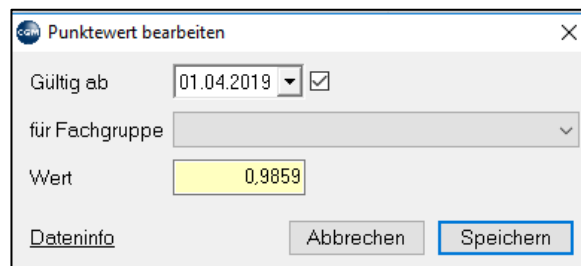 CGM Punktewert bearbeiten
Gültig ab 01.04.2019
für Fachgruppe
Wert 0,9859
Dateninfo Abbrechen Speichern